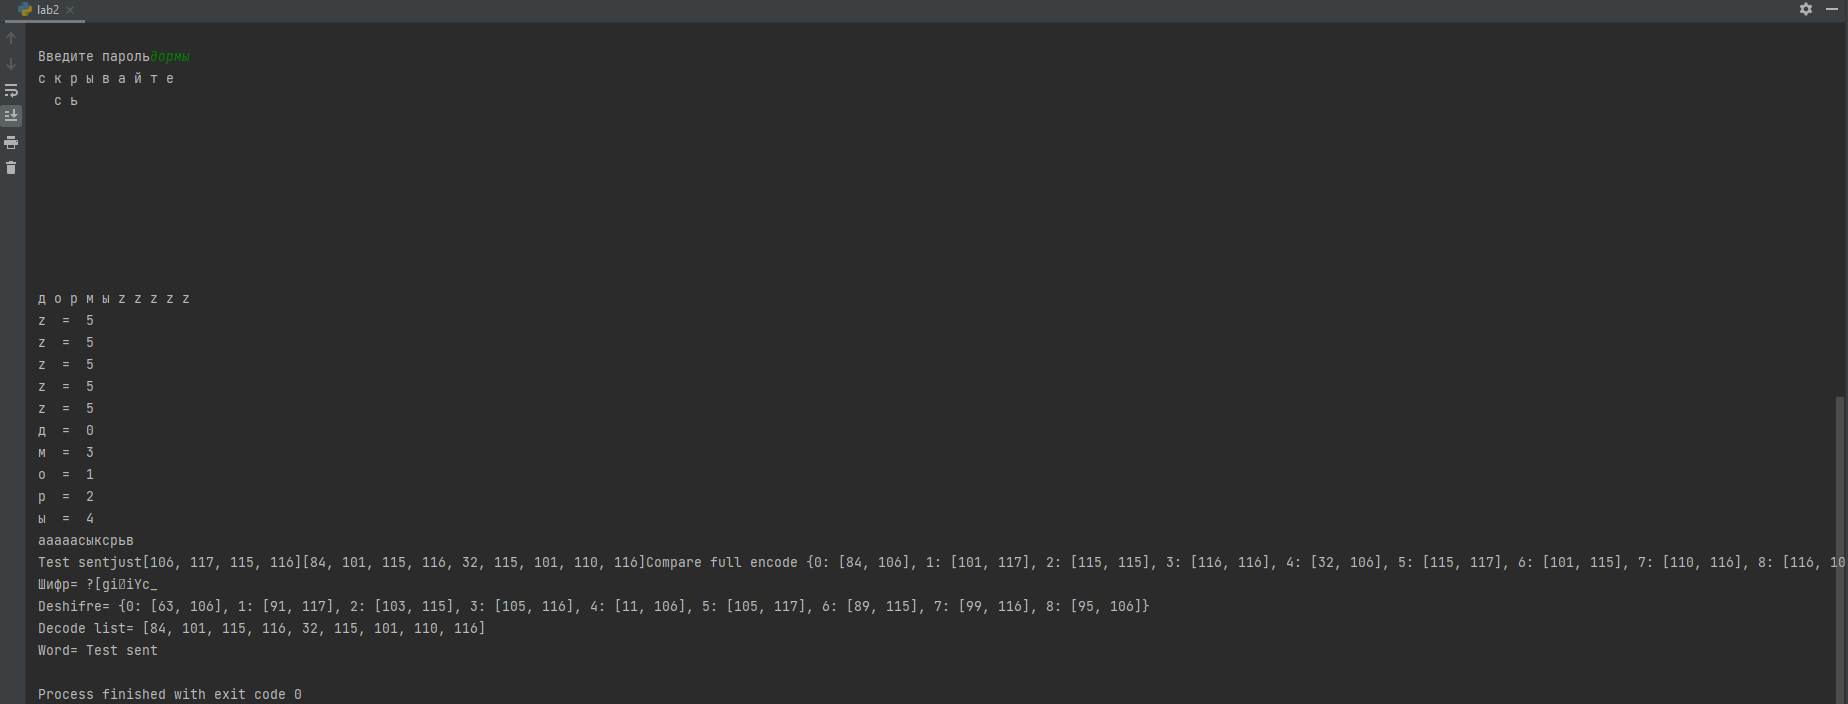 lab2
Введите парольдормы
с к р ы в а й т е
с ь
д о р м ы z z z z z
z = 5
z = 5
z = 5
z = 5
z = 5
д = 0
м = 3
о = 1
р = 2
ы = 4
ааааасыксрьв
Test sentjust[106, 117, 115, 116][84, 101, 115, 116, 32, 115, 101, 110, 116]Compare full encode {0: [84, 106], 1: [101, 117], 2: [115, 115], 3: [116, 116], 4: [32, 106], 5: [115, 117], 6: [101, 115], 7: [110, 116], 8: [116, 10
Шифр= ?[gi�iYc_
Deshifre= {0: [63, 106], 1: [91, 117], 2: [103, 115], 3: [105, 116], 4: [11, 106], 5: [105, 117], 6: [89, 115], 7: [99, 116], 8: [95, 106]}
Decode list= [84, 101, 115, 116, 32, 115, 101, 110, 116]
Word= Test sent
Process finished with exit code 0